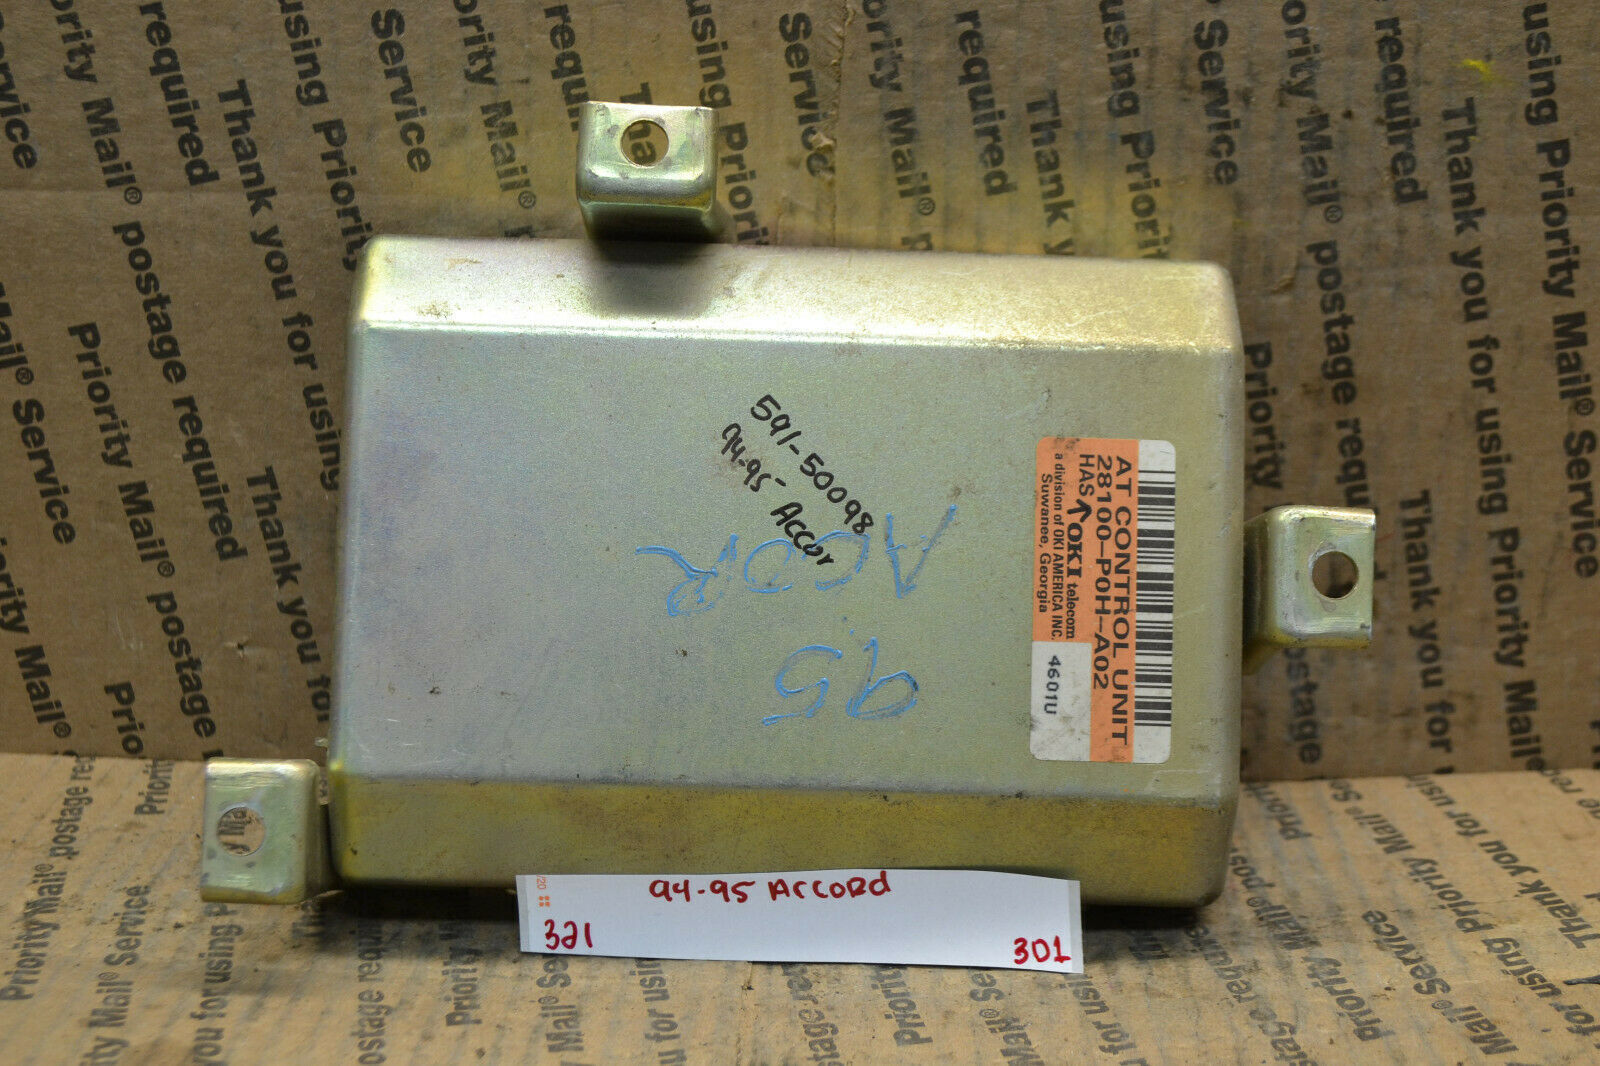 591-50098
94-95 Accor
ACOR
95
AT CONTROL UNIT
28100-P0H-A02
HAS OKI telecom
a division of OKI AMERICA INC.
Suwanee, Georgia
4601U
94-95 ACCORd
321
301
Priority Mail® postage required
Thank you for using Priority Mail® Service